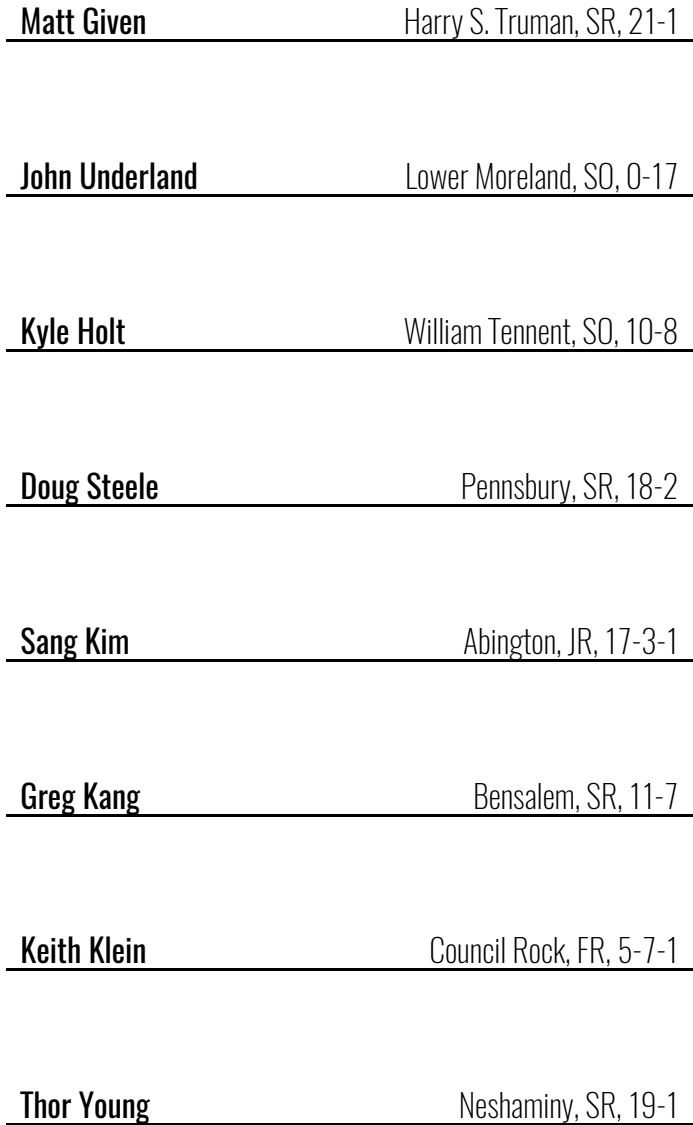 Matt Given Harry S. Truman, SR, 21-1
John Underland Lower Moreland, SO, 0-17
Kyle Holt William Tennent, SO, 10-8
Doug Steele Pennsbury, SR, 18-2
Sang Kim Abington, JR, 17-3-1
Greg Kang Bensalem, SR, 11-7
Keith Klein Council Rock, FR, 5-7-1
Thor Young Neshaminy, SR, 19-1